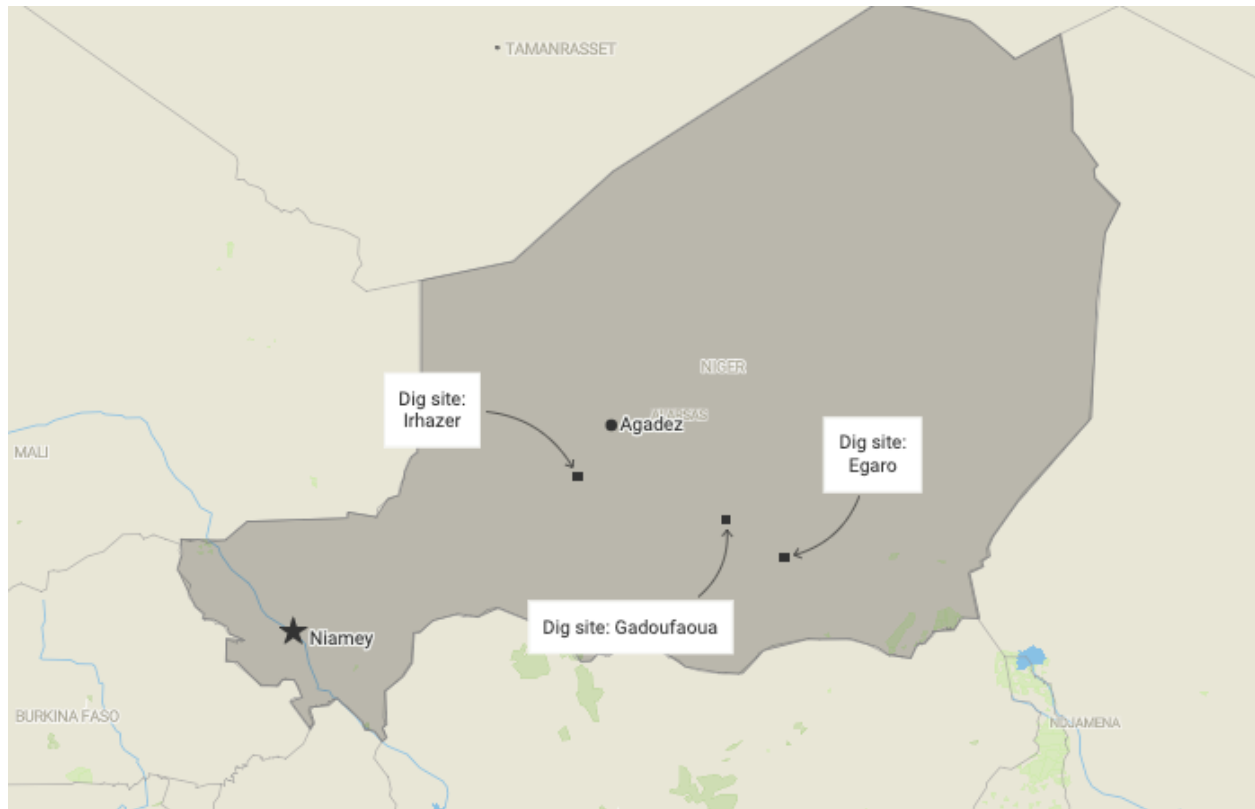 TAMANRASSET
NIGER
Dig site:
Irhazer
Agadez
Dig site:
Egaro
MALI
Dig site: Gadoufaoua
Niamey
BURKINA FASO
NDJAMENA